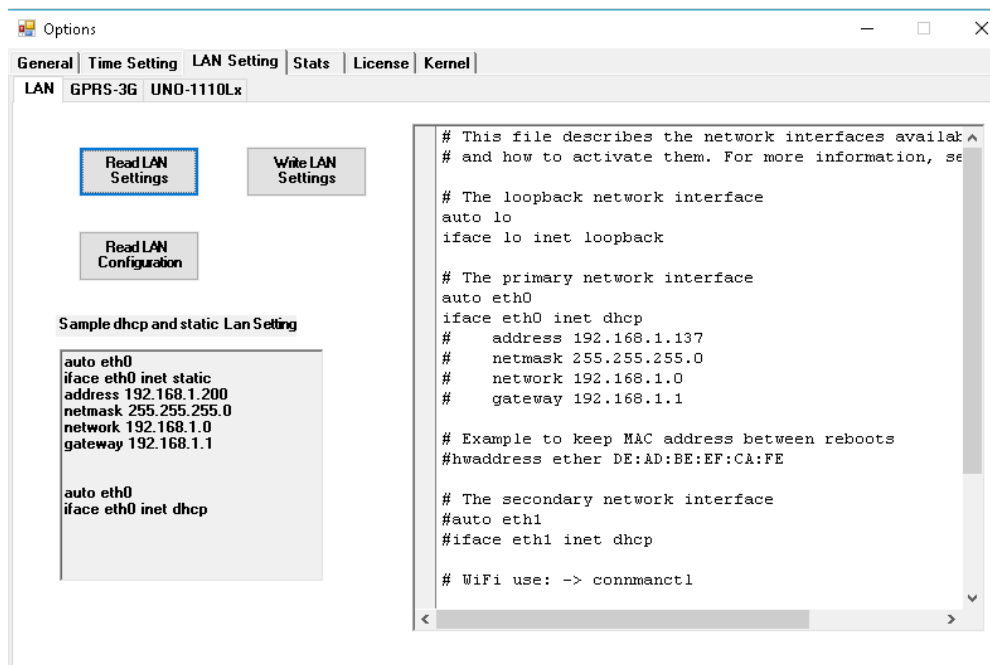 Options
General Time Setting LAN Setting Stats License Kernel
LAN GPRS-3G UNO-1110Lx
Read LAN
Settings
Write LAN
Settings
Read LAN
Configuration
Sample dhcp and static Lan Setting
auto eth0
iface eth0 inet static
address 192.168.1.200
netmask 255.255.255.0
network 192.168.1.0
gateway 192.168.1.1
auto eth0
iface eth0 inet dhcp
# This file describes the network interfaces availab
# and how to activate them. For more information, se
# The loopback network interface
auto lo
iface lo inet loopback
# The primary network interface
auto eth0
iface eth0 inet dhcp
#    address 192.168.1.137
#    netmask 255.255.255.0
#    network 192.168.1.0
#    gateway 192.168.1.1
# Example to keep MAC address between reboots
#hwaddress ether DE:AD:BE:EF:CA:FE
# The secondary network interface
#auto eth1
#iface eth1 inet dhcp
# WiFi use: -> connmanctl